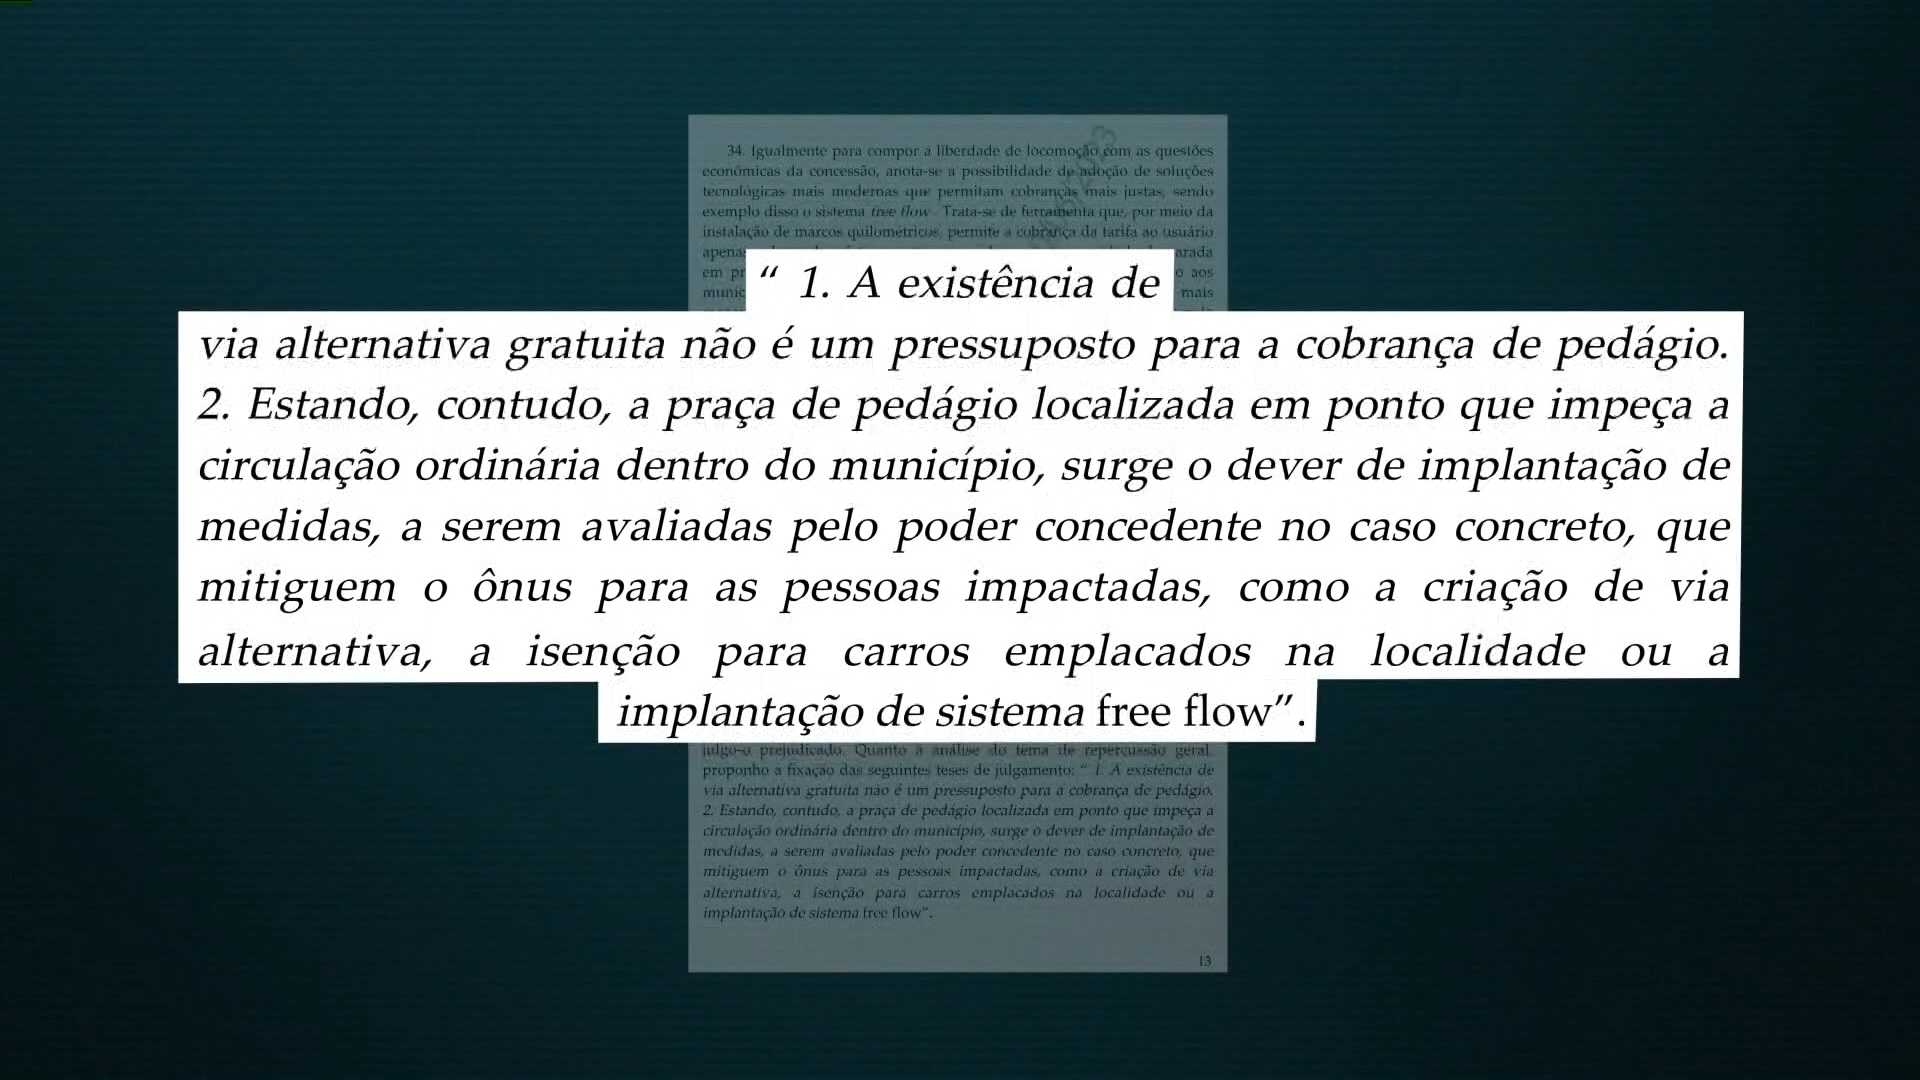 34. Igualmente para compor a liberdade de locomoção com as questões
econômicas da concessão, anota-se a possibilidade de adoção de soluções
tecnológicas mais modernas que permitam cobranças mais justas, sendo
exemplo disso o sistema free flow. Trata-se de ferramenta que, por meio da
instalação de marcos quilométricos, permite a cobrança da tarifa ao usuário
“ 1. A existência de
via alternativa gratuita não é um pressuposto para a cobrança de pedágio.
2. Estando, contudo, a praça de pedágio localizada em ponto que impeça a
circulação ordinária dentro do município, surge o dever de implantação de
medidas, a serem avaliadas pelo poder concedente no caso concreto, que
mitiguem o ônus para as pessoas impactadas, como a criação de via
alternativa, a isenção para carros emplacados na localidade ou a
implantação de sistema free flow”.
julgo-o prejudicado. Quanto à análise do tema de repercussão geral,
proponho a fixação das seguintes teses de julgamento: “ 1. A existência de
via alternativa gratuita não é um pressuposto para a cobrança de pedágio.
2. Estando, contudo, a praça de pedágio localizada em ponto que impeça a
circulação ordinária dentro do município, surge o dever de implantação de
medidas, a serem avaliadas pelo poder concedente no caso concreto, que
mitiguem o ônus para as pessoas impactadas, como a criação de via
alternativa, a isenção para carros emplacados na localidade ou a
implantação de sistema free flow”.
13